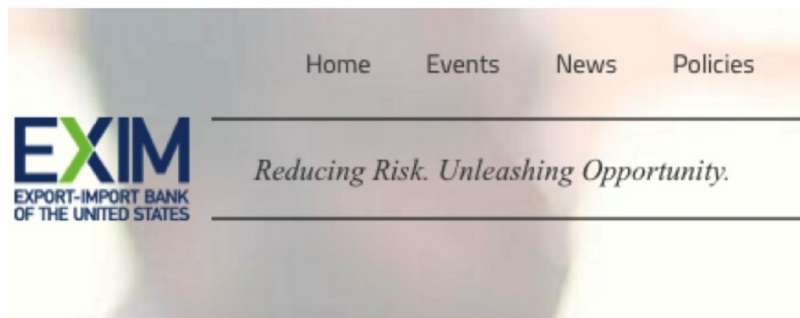 Home Events News Policies
EXIM
EXPORT-IMPORT BANK
OF THE UNITED STATES
Reducing Risk. Unleashing Opportunity.